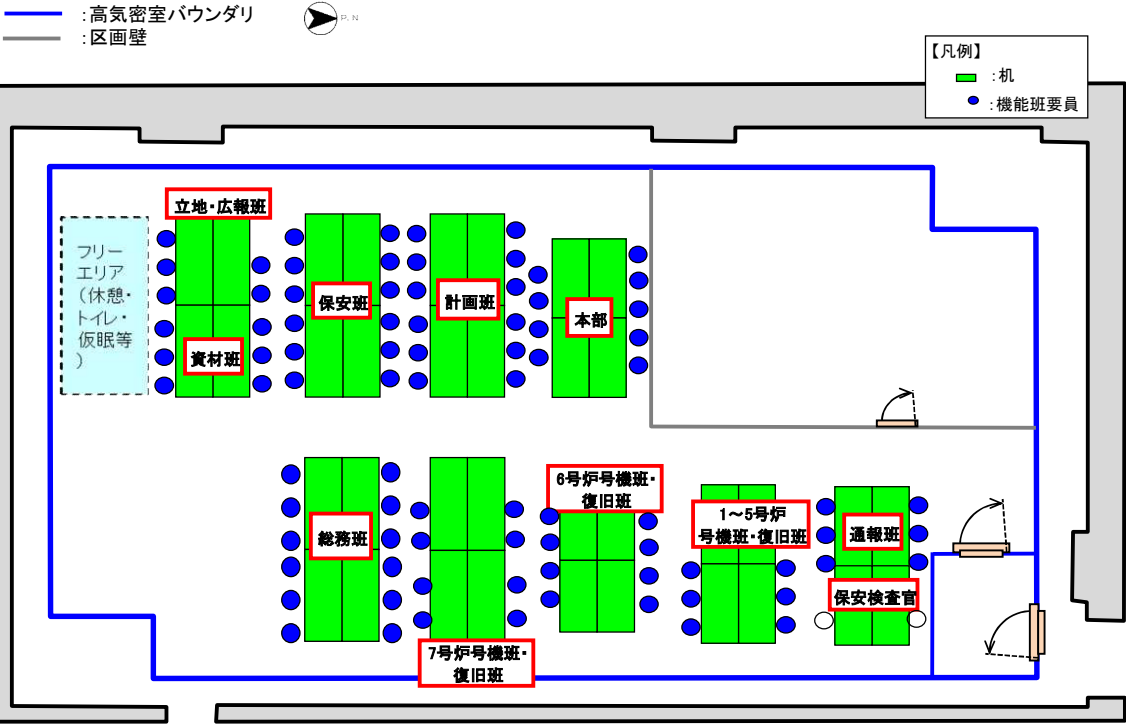 ：高気密室バウンダリ
：区画壁
P.N
【凡例】
：机
：機能班要員
立地・広報班
フリー
エリア
（休憩・
トイレ・
仮眠等
）
資材班
保安班
計画班
本部
総務班
7号炉号機班・
復旧班
6号炉号機班・
復旧班
1～5号炉
号機班・復旧班
通報班
保安検査官